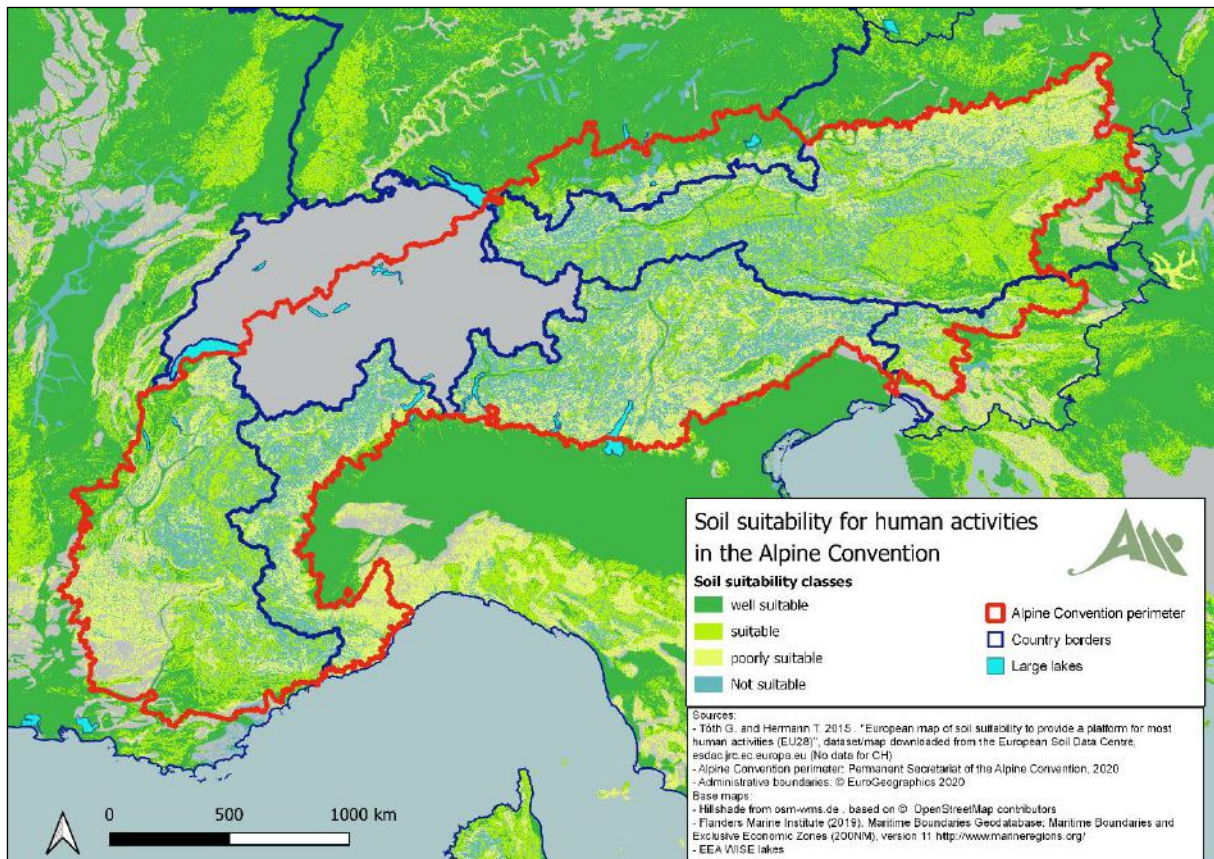 Soil suitability for human activities
in the Alpine Convention
Soil suitability classes
well suitable
suitable
poorly suitable
Not suitable
Alpine Convention perimeter
Country borders
Large lakes
Sources:
- Tóth G. and Hermann T. 2015. "European map of soil suitability to provide a platform for most
human activities (EU28)", dataset/map downloaded from the European Soil Data Centre,
esdac.jrc.ec.europa.eu (No data for CH)
- Alpine Convention perimeter: Permanent Secretariat of the Alpine Convention, 2020
- Administrative boundaries: © EuroGeographics 2020
Base maps:
- Hillshade from osm-wms.de , based on © OpenStreetMap contributors
- Flanders Marine Institute (2019). Maritime Boundaries Geodatabase: Maritime Boundaries and
Exclusive Economic Zones (200NM), version 11 http://www.marineregions.org/
- EEA WISE lakes
0 500 1000 km